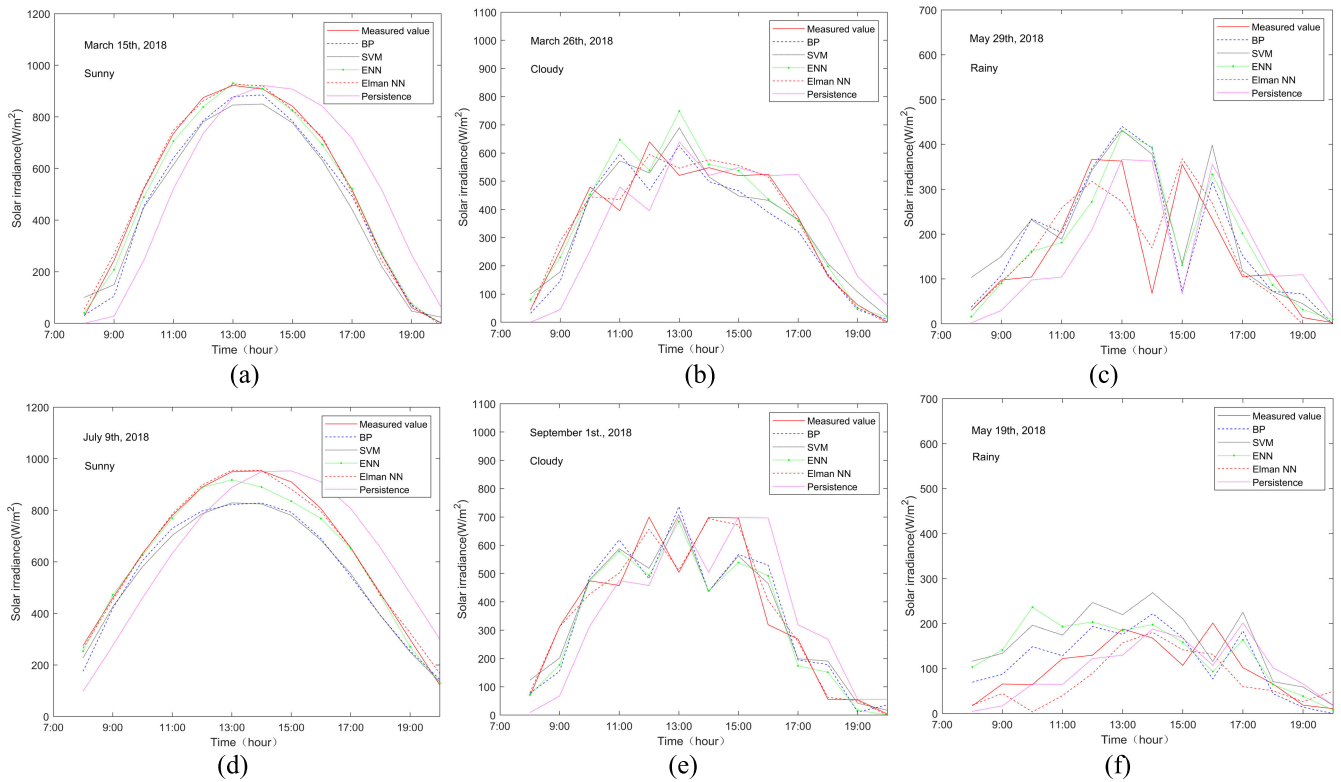 1200
1000
800
600
400
200
0
Solar irradiance(W/m²)
March 15th, 2018
Sunny
Measured value
BP
SVM
ENN
Elman NN
Persistence
7:00 9:00 11:00 13:00 15:00 17:00 19:00
Time（hour）
(a)
1100
1000
900
800
700
600
500
400
300
200
100
0
Solar irradiance(W/m²)
March 26th, 2018
Cloudy
Measured value
BP
SVM
ENN
Elman NN
Persistence
7:00 9:00 11:00 13:00 15:00 17:00 19:00
Time（hour）
(b)
700
600
500
400
300
200
100
0
Solar irradiance(W/m²)
May 29th, 2018
Rainy
Measured value
BP
SVM
ENN
Elman NN
Persistence
7:00 9:00 11:00 13:00 15:00 17:00 19:00
Time（hour）
(c)
1200
1000
800
600
400
200
0
Solar irradiance(W/m²)
July 9th, 2018
Sunny
Measured value
BP
SVM
ENN
Elman NN
Persistence
7:00 9:00 11:00 13:00 15:00 17:00 19:00
Time（hour）
(d)
1100
1000
900
800
700
600
500
400
300
200
100
0
Solar irradiance(W/m²)
September 1st., 2018
Cloudy
Measured value
BP
SVM
ENN
Elman NN
Persistence
7:00 9:00 11:00 13:00 15:00 17:00 19:00
Time（hour）
(e)
700
600
500
400
300
200
100
0
Solar irradiance(W/m²)
May 19th, 2018
Rainy
Measured value
BP
SVM
ENN
Elman NN
Persistence
7:00 9:00 11:00 13:00 15:00 17:00 19:00
Time（hour）
(f)